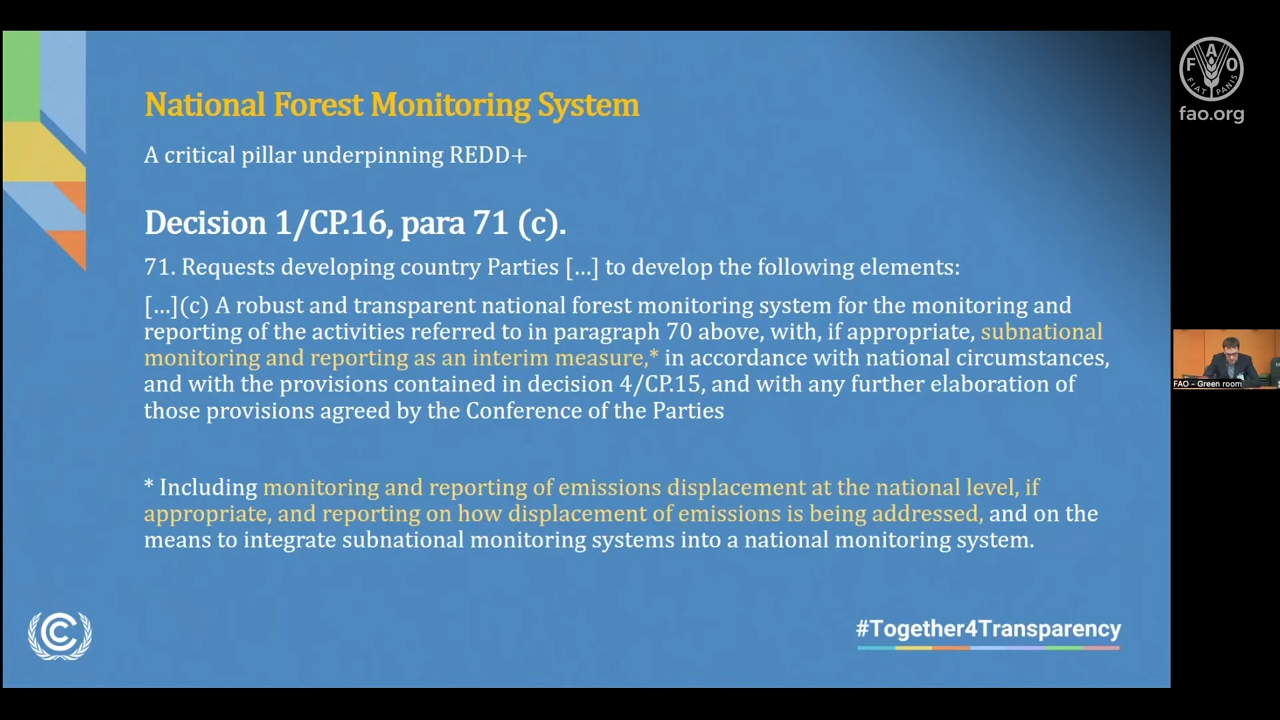 National Forest Monitoring System
A critical pillar underpinning REDD+
Decision 1/CP.16, para 71 (c).
71. Requests developing country Parties […] to develop the following elements:
[…](c) A robust and transparent national forest monitoring system for the monitoring and
reporting of the activities referred to in paragraph 70 above, with, if appropriate, subnational
monitoring and reporting as an interim measure,* in accordance with national circumstances,
and with the provisions contained in decision 4/CP.15, and with any further elaboration of
those provisions agreed by the Conference of the Parties
* Including monitoring and reporting of emissions displacement at the national level, if
appropriate, and reporting on how displacement of emissions is being addressed, and on the
means to integrate subnational monitoring systems into a national monitoring system.
#Together4Transparency
F A O
FIAT PANIS
fao.org
FAO - Green room